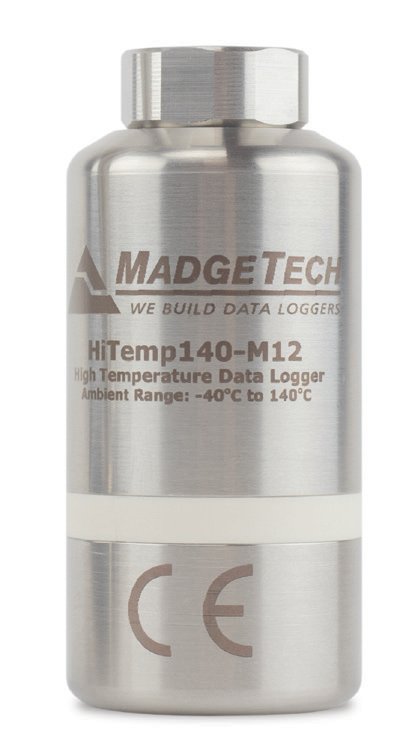 MADGETECH
WE BUILD DATA LOGGERS
HiTemp140-M12
High Temperature Data Logger
Ambient Range: -40°C to 140°C
CE